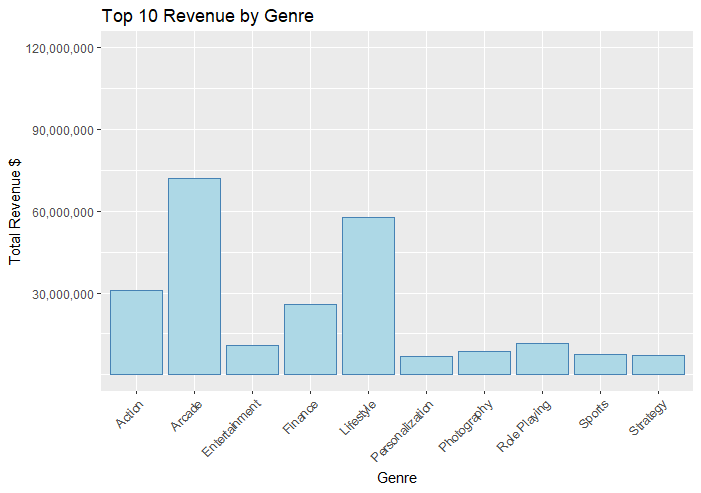 Top 10 Revenue by Genre
Total Revenue $
120,000,000
90,000,000
60,000,000
30,000,000
Action
Arcade
Entertainment
Finance
Lifestyle
Personalization
Photography
Role Playing
Sports
Strategy
Genre